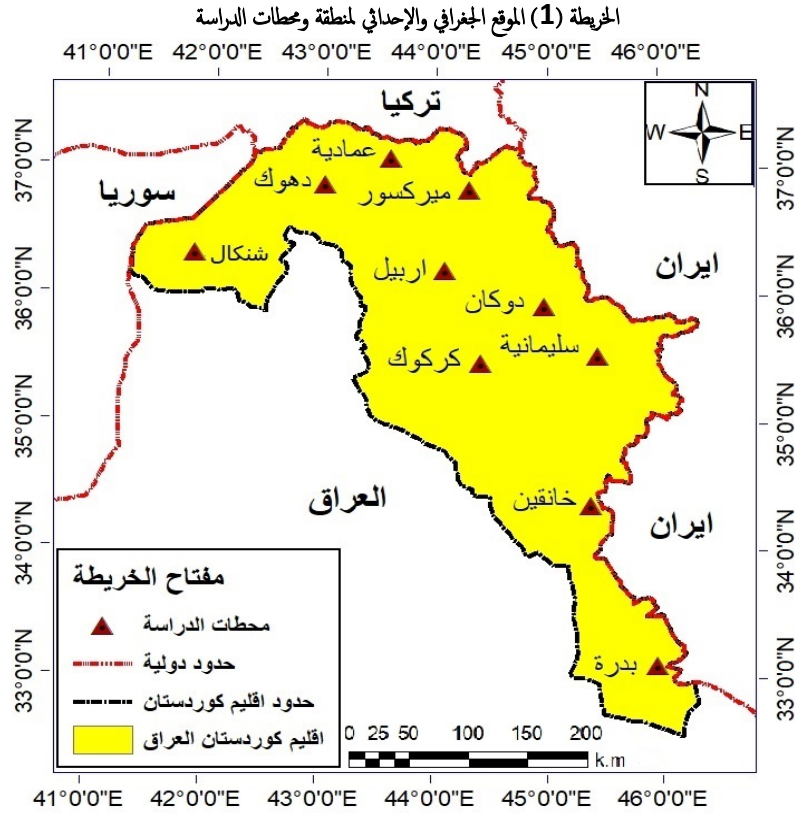 الخريطة (1) الموقع الجغرافي والإحداثي لمنطقة ومحطات الدراسة
41°0'0"E 42°0'0"E 43°0'0"E 44°0'0"E 45°0'0"E 46°0'0"E
تركيا
N
W E
S
37°0'0"N 37°0'0"N
عمادية
دهوك
ميركسور
سوريا
شنكال
اربيل
ايران
36°0'0"N 36°0'0"N
دوكان
سليمانية
كركوك
35°0'0"N 35°0'0"N
خانقين
العراق
ايران
34°0'0"N 34°0'0"N
بدرة
33°0'0"N 33°0'0"N
مفتاح الخريطة
محطات الدراسة
حدود دولية
حدود اقليم كوردستان
اقليم كوردستان العراق
0 25 50 100 150 200
k.m
41°0'0"E 42°0'0"E 43°0'0"E 44°0'0"E 45°0'0"E 46°0'0"E